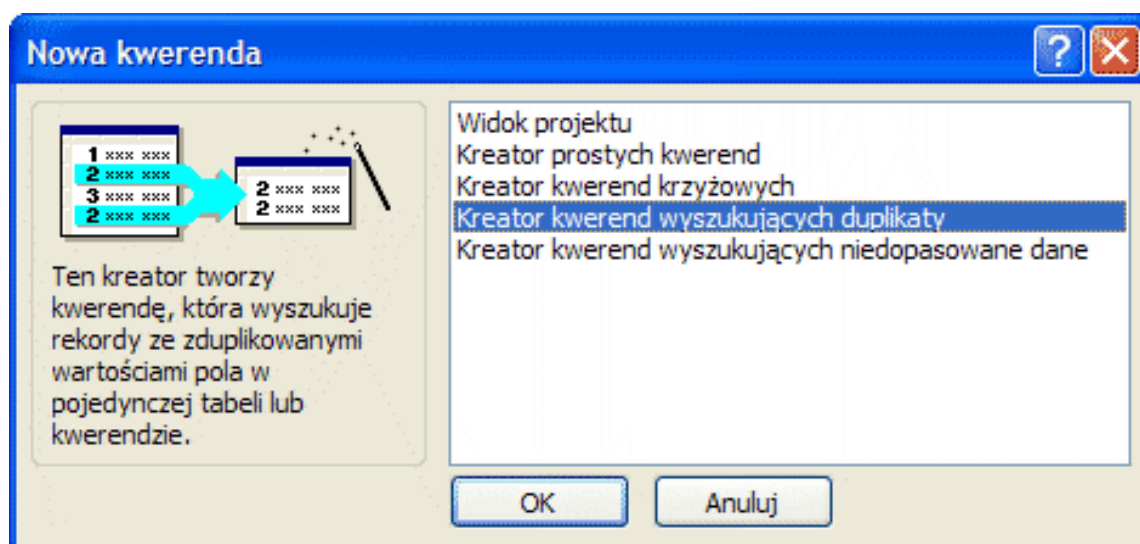 Nowa kwerenda
1 xxx xxx
2 xxx xxx
3 xxx xxx
2 xxx xxx
2 xxx xxx
2 xxx xxx
Ten kreator tworzy
kwerendę, która wyszukuje
rekordy ze zduplikowanymi
wartościami pola w
pojedynczej tabeli lub
kwerendzie.
Widok projektu
Kreator prostych kwerend
Kreator kwerend krzyżowych
Kreator kwerend wyszukujących duplikaty
Kreator kwerend wyszukujących niedopasowane dane
OK
Anuluj